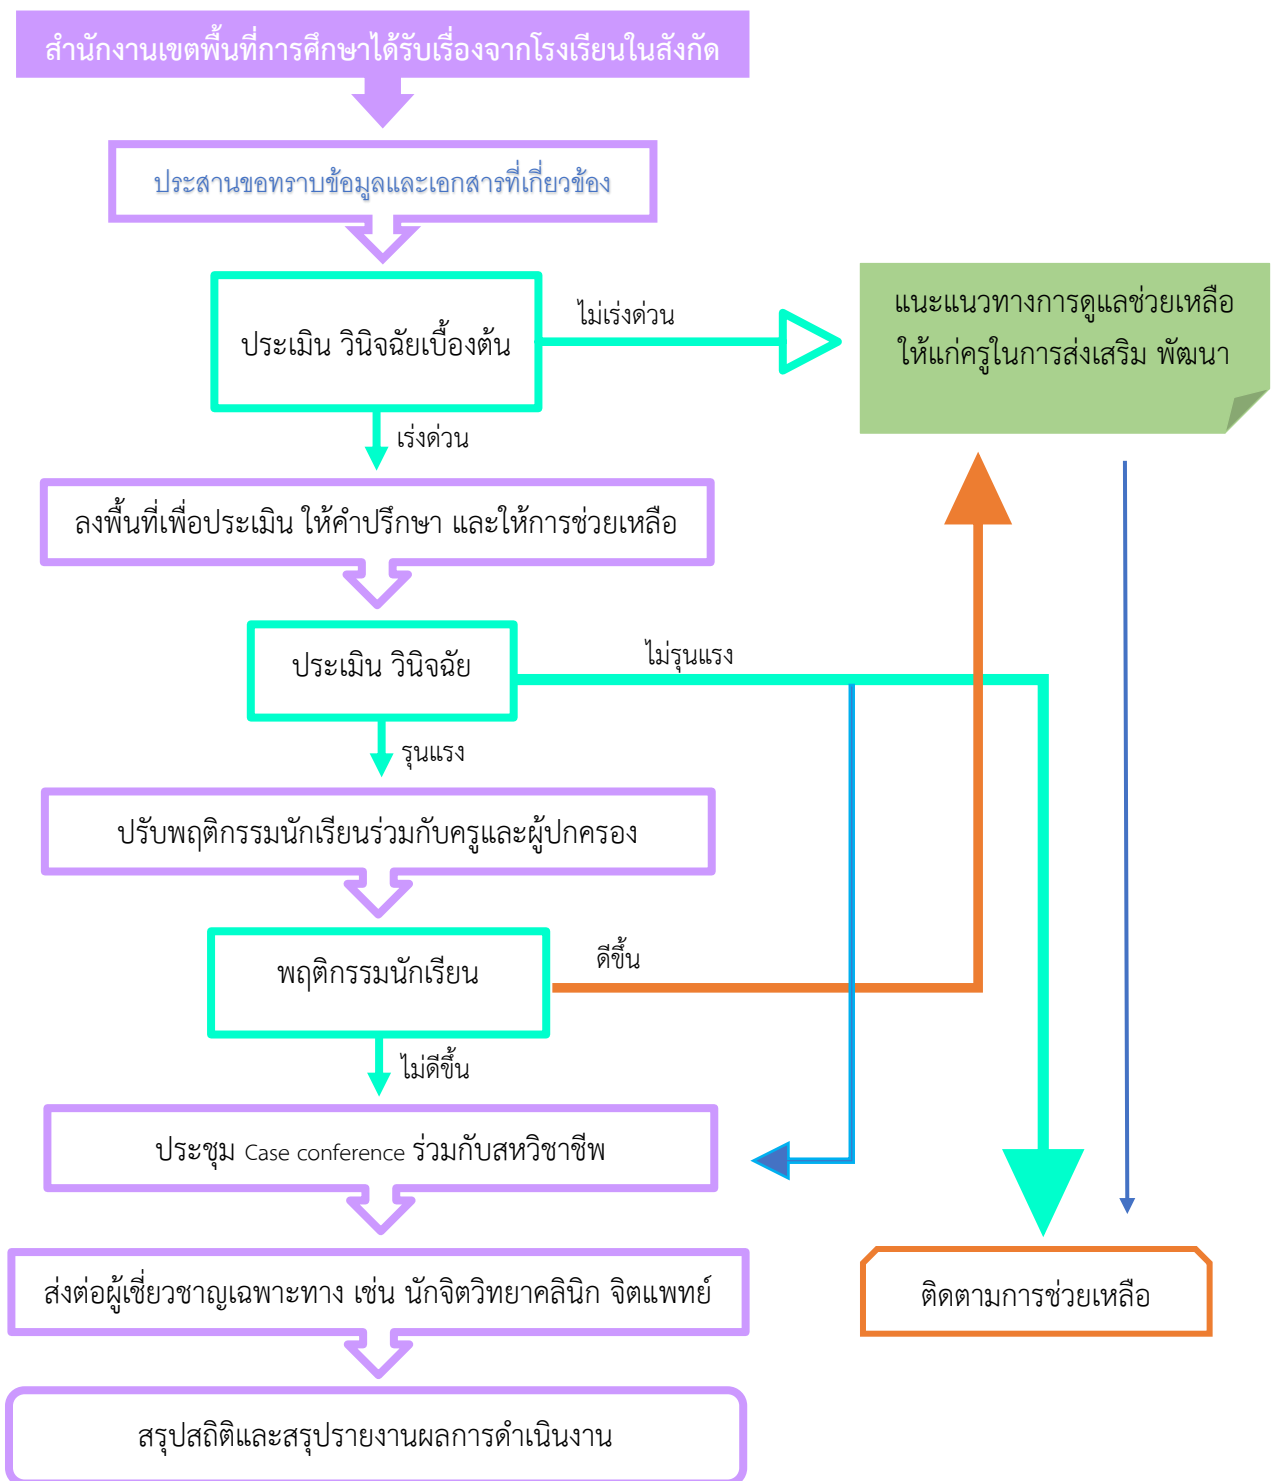 สำนักงานเขตพื้นที่การศึกษาได้รับเรื่องจากโรงเรียนในสังกัด
ประสานขอทราบข้อมูลและเอกสารที่เกี่ยวข้อง
ประเมิน วินิจฉัยเบื้องต้น
ไม่เร่งด่วน
แนะแนวทางการดูแลช่วยเหลือ
ให้แก่ครูในการส่งเสริม พัฒนา
เร่งด่วน
ลงพื้นที่เพื่อประเมิน ให้คำปรึกษา และให้การช่วยเหลือ
ประเมิน วินิจฉัย
ไม่รุนแรง
รุนแรง
ปรับพฤติกรรมนักเรียนร่วมกับครูและผู้ปกครอง
พฤติกรรมนักเรียน
ดีขึ้น
ไม่ดีขึ้น
ประชุม Case conference ร่วมกับสหวิชาชีพ
ส่งต่อผู้เชี่ยวชาญเฉพาะทาง เช่น นักจิตวิทยาคลินิก จิตแพทย์
ติดตามการช่วยเหลือ
สรุปสถิติและสรุปรายงานผลการดำเนินงาน